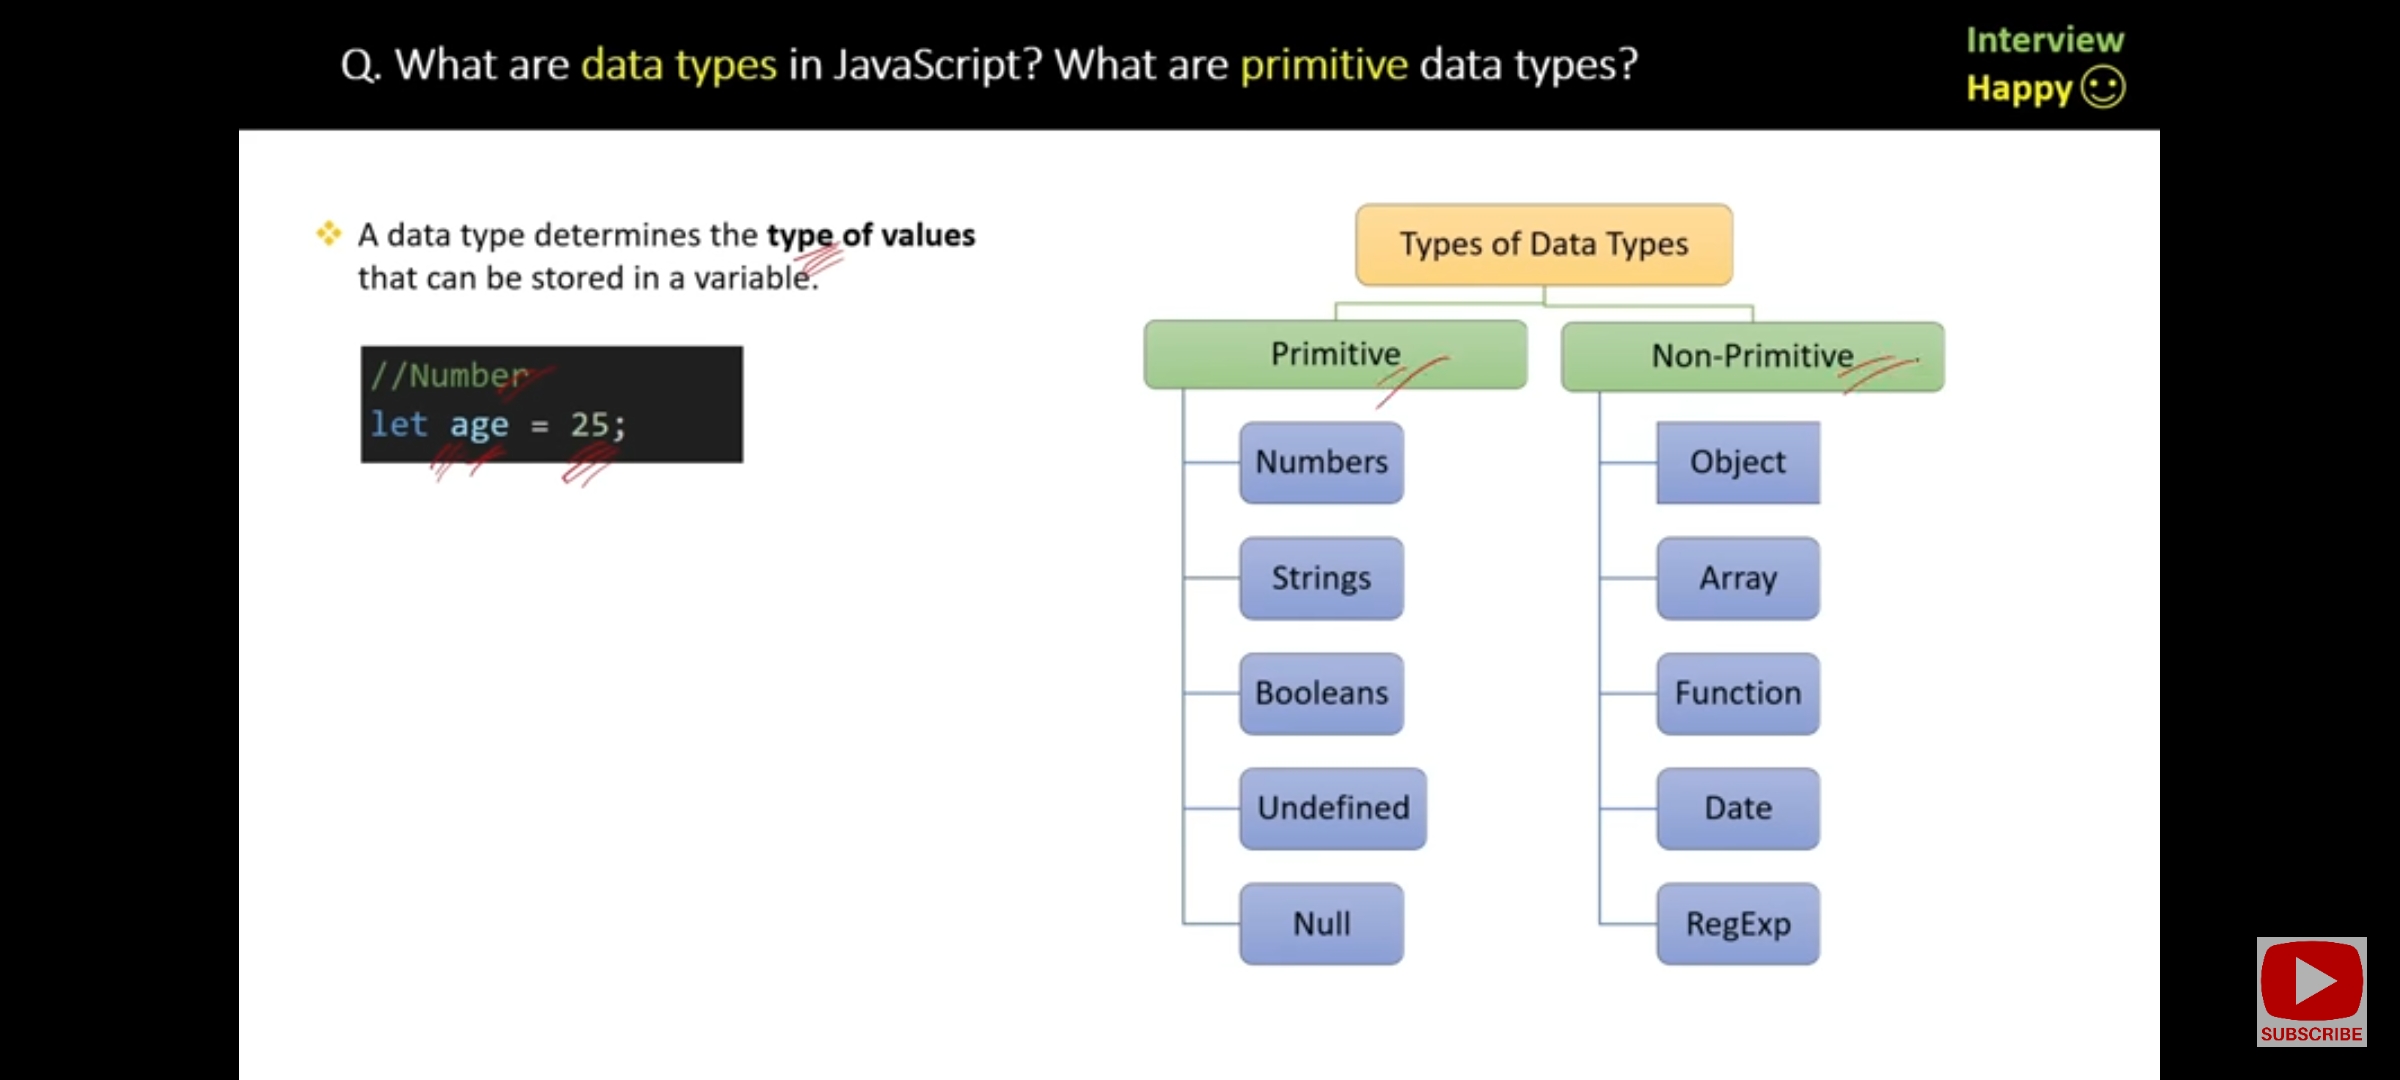 Q. What are data types in JavaScript? What are primitive data types?
Interview
Happy
A data type determines the type of values
that can be stored in a variable.
//Number
let age = 25;
Types of Data Types
Primitive
Numbers
Strings
Booleans
Undefined
Null
Non-Primitive
Object
Array
Function
Date
RegExp
SUBSCRIBE